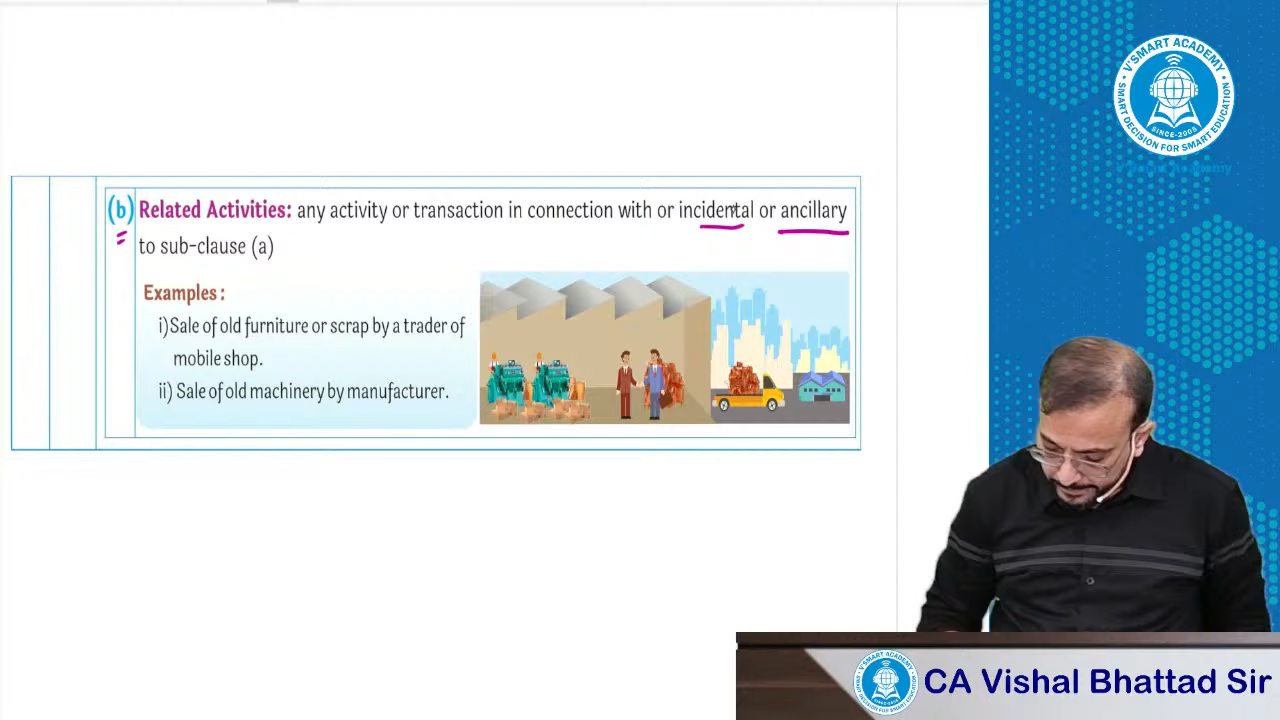 V'SMART ACADEMY
SINCE-2005
SMART DECISION FOR SMART EDUCATION
V'Smart Academy
(b) Related Activities: any activity or transaction in connection with or incidental or ancillary
to sub-clause (a)
Examples :
i)Sale of old furniture or scrap by a trader of
mobile shop.
ii) Sale of old machinery by manufacturer.
CA Vishal Bhattad Sir